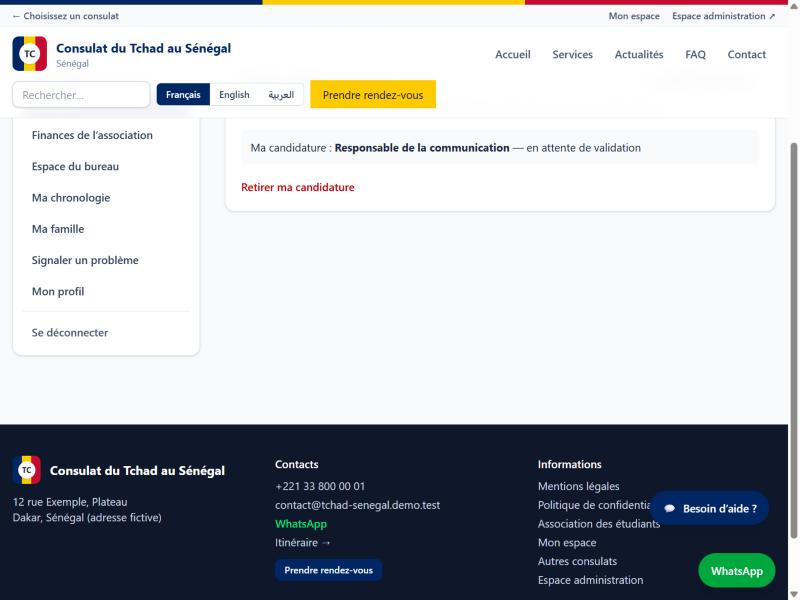 ← Choisissez un consulat
Mon espace
Espace administration ↗
TC
Consulat du Tchad au Sénégal
Sénégal
Accueil
Services
Actualités
FAQ
Contact
Rechercher...
Français
English
العربية
Prendre rendez-vous
Finances de l’association
Espace du bureau
Ma chronologie
Ma famille
Signaler un problème
Mon profil
Se déconnecter
Ma candidature : Responsable de la communication — en attente de validation
Retirer ma candidature
TC
Consulat du Tchad au Sénégal
12 rue Exemple, Plateau
Dakar, Sénégal (adresse fictive)
Contacts
+221 33 800 00 01
contact@tchad-senegal.demo.test
WhatsApp
Itinéraire →
Prendre rendez-vous
Informations
Mentions légales
Politique de
Association des étudiants
Mon espace
Autres consulats
Espace administration
Besoin d’aide ?
WhatsApp